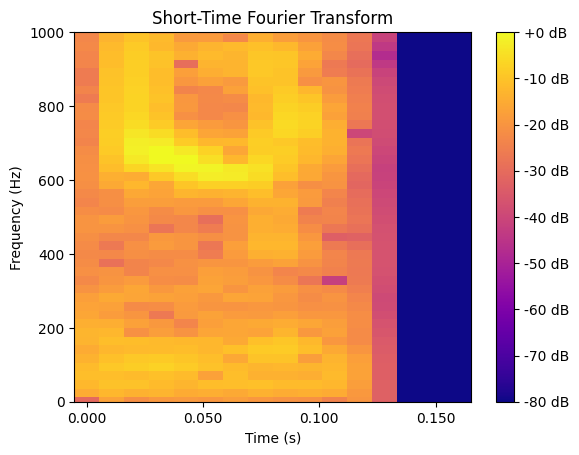 Short-Time Fourier Transform
Frequency (Hz)
1000
800
600
400
200
0
0.000
0.050
0.100
0.150
Time (s)
+0 dB
-10 dB
-20 dB
-30 dB
-40 dB
-50 dB
-60 dB
-70 dB
-80 dB